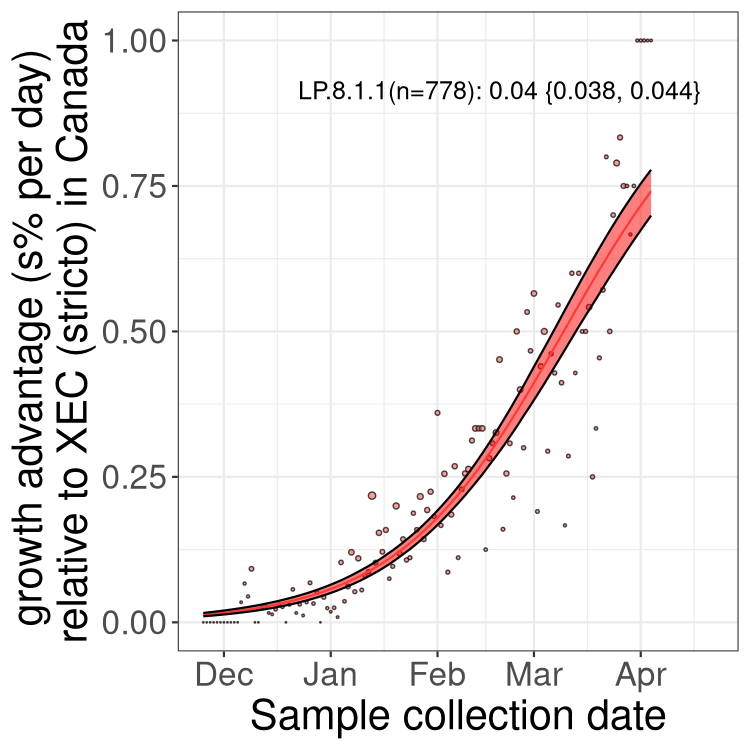 growth advantage (s% per day)
relative to XEC (stricto) in Canada
1.00
0.75
0.50
0.25
0.00
LP.8.1.1(n=778): 0.04 {0.038, 0.044}
Dec Jan Feb Mar Apr
Sample collection date